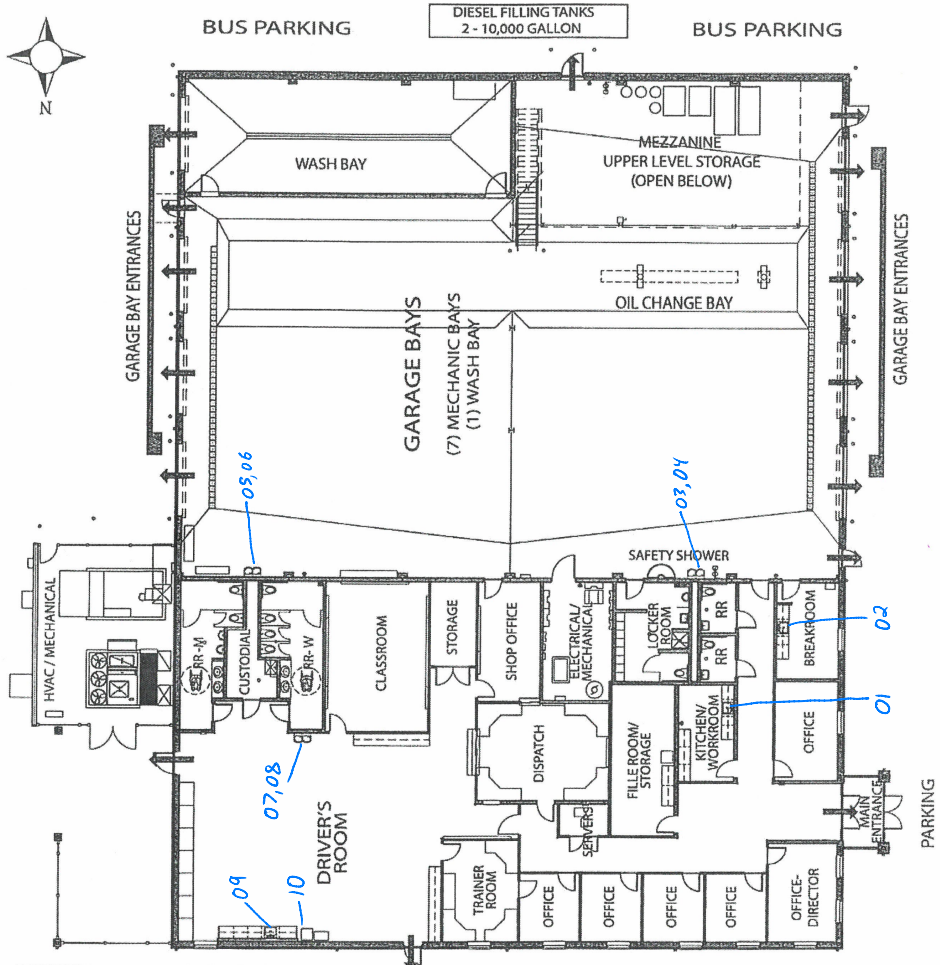 DIESEL FILLING TANKS
2 - 10,000 GALLON
BUS PARKING
BUS PARKING
N
WASH BAY
MEZZANINE
UPPER LEVEL STORAGE
(OPEN BELOW)
GARAGE BAY ENTRANCES
GARAGE BAY ENTRANCES
OIL CHANGE BAY
GARAGE BAYS
(7) MECHANIC BAYS
(1) WASH BAY
05,06
03,04
SAFETY SHOWER
HVAC / MECHANICAL
RR-M
CUSTODIAL
RR-W
CLASSROOM
STORAGE
SHOP OFFICE
ELECTRICAL/
MECHANICAL
LOCKER
ROOM
RR
RR
BREAKROOM
02
01
KITCHEN/
WORKROOM
OFFICE
FILLE ROOM/
STORAGE
DISPATCH
07,08
DRIVER'S
ROOM
SERVERS
MAIN
ENTRANCE
PARKING
09
10
TRAINER
ROOM
OFFICE
OFFICE
OFFICE
OFFICE
OFFICE-
DIRECTOR